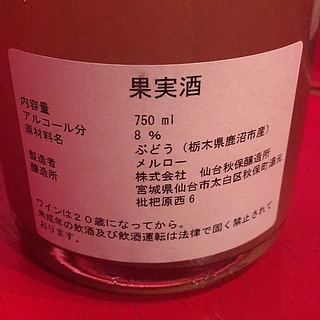 果実酒
内容量 750 ml
アルコール分 8 %
原材料名 ぶどう(栃木県鹿沼市産)
メルロー
製造者 株式会社 仙台秋保醸造所
醸造所 宮城県仙台市太白区秋保町湯元
枇杷原西6
ワインは20歳になってから。
未成年の飲酒及び飲酒運転は法律で固く禁止されて
おります。